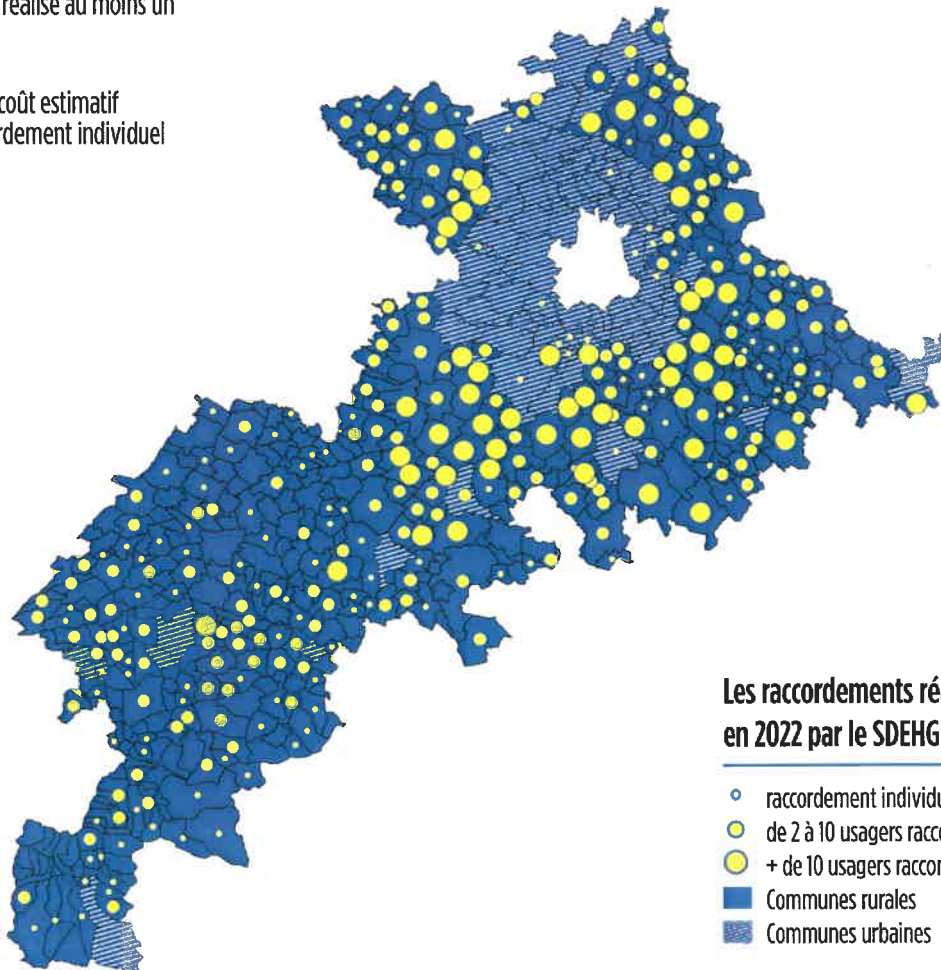 réalisé au moins un
coût estimatif
rdement individuel
Les raccordements ré
en 2022 par le SDEHG
raccordement individu
de 2 à 10 usagers racco
+ de 10 usagers raccor
Communes rurales
Communes urbaines